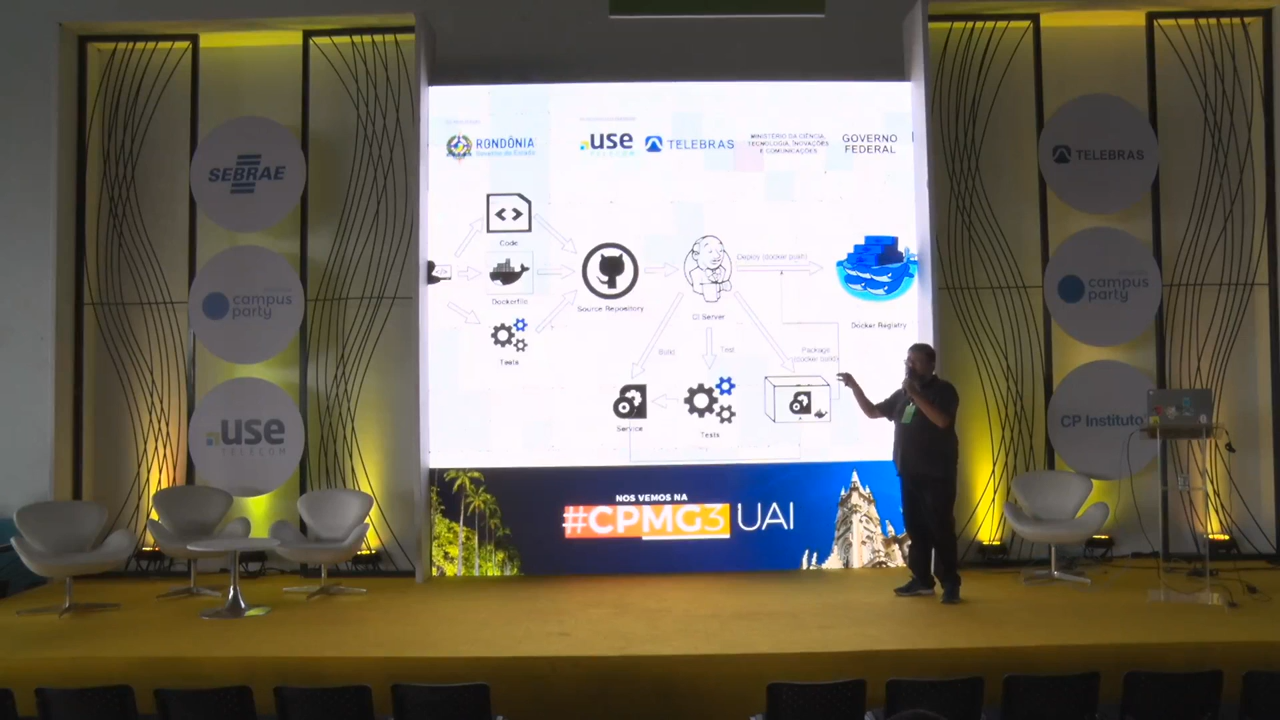 SEBRAE
campus
party
use
TELECOM
RONDÔNIA
Governo do Estado
use
TELECOM
TELEBRAS
MINISTÉRIO DA CIÊNCIA,
TECNOLOGIA, INOVAÇÕES
E COMUNICAÇÕES
GOVERNO
FEDERAL
Code
Dockerfile
Tests
Source Repository
CI Server
Deploy (docker push)
Docker Registry
Build
Test
Package
(docker build)
Service
Tests
NOS VEMOS NA
#CPMG3 UAI
TELEBRAS
campus
party
CP Instituto